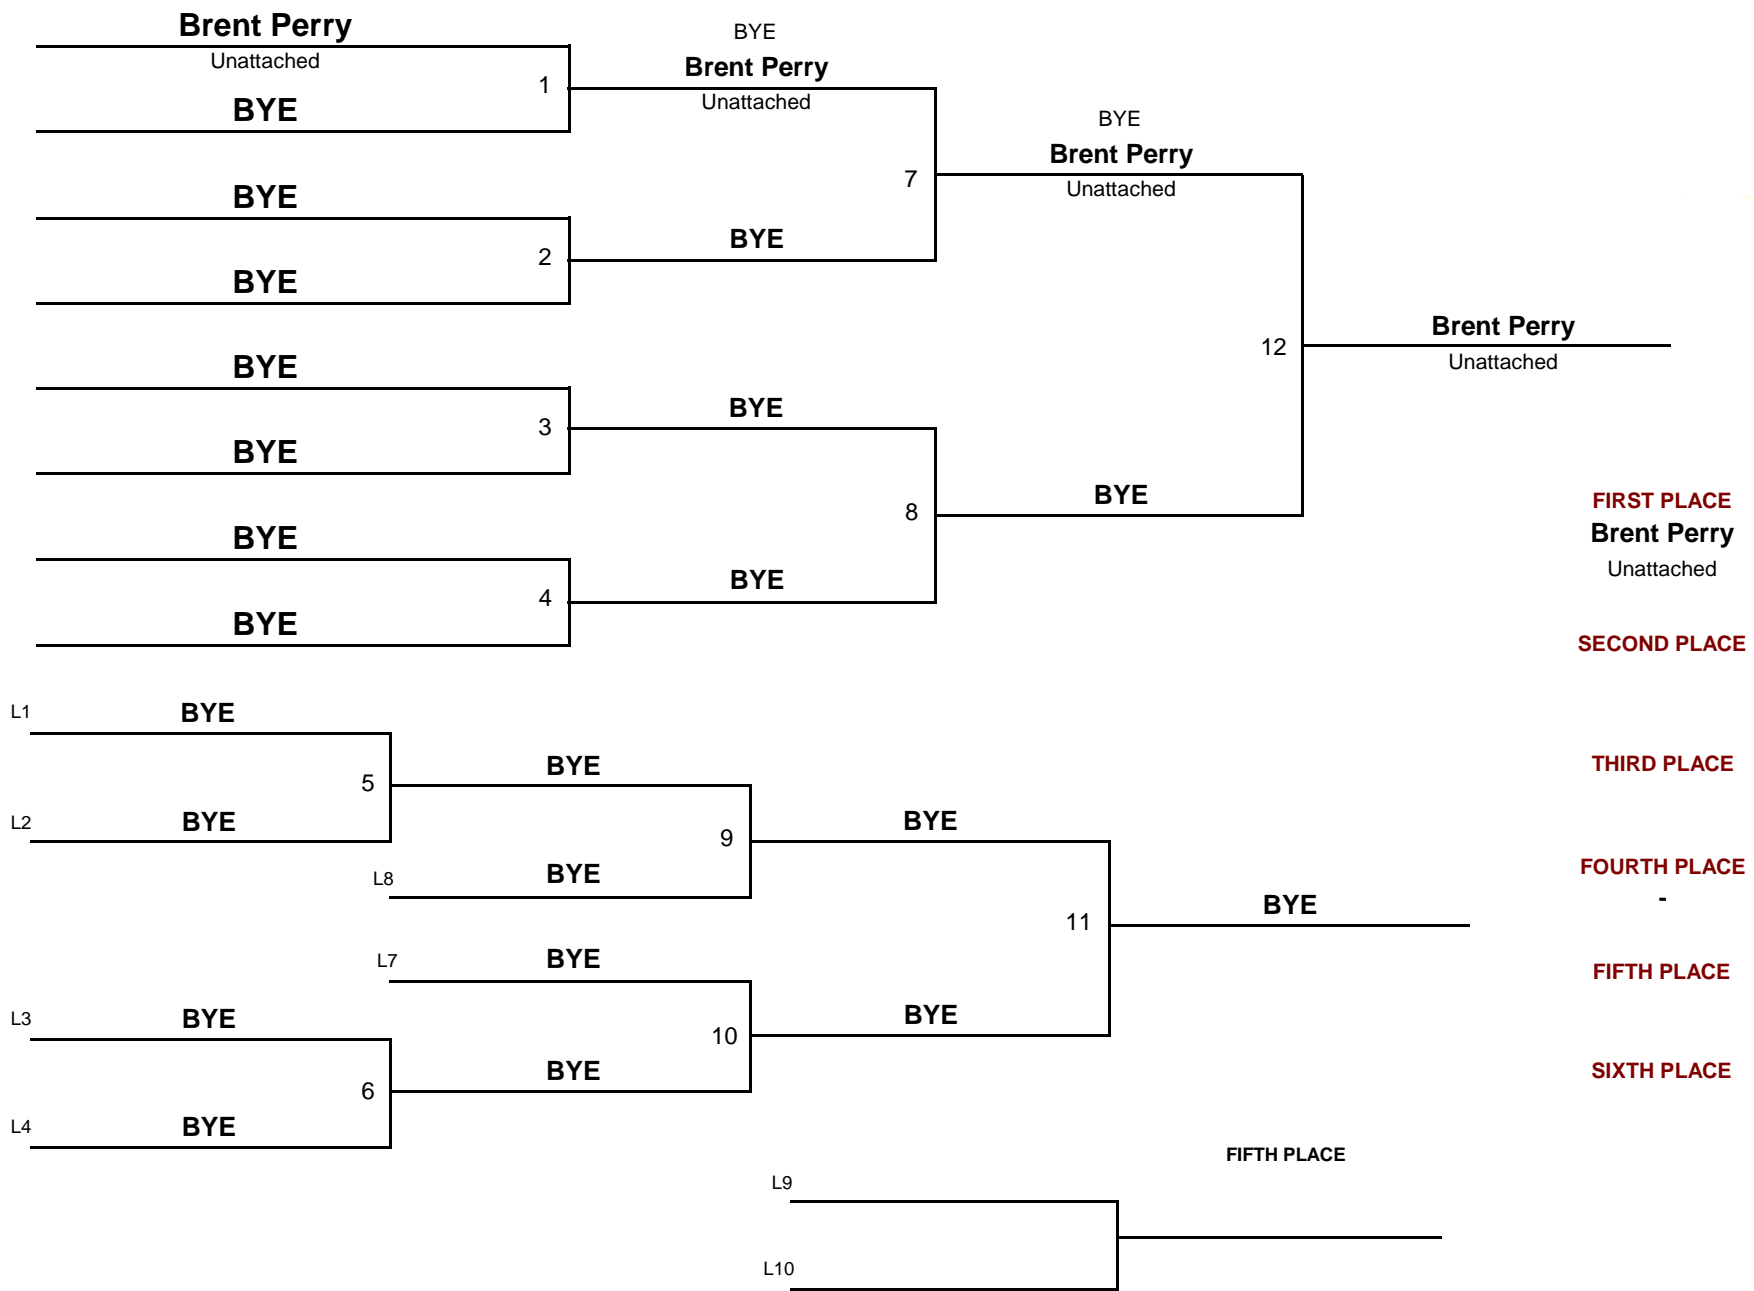 Brent Perry
Unattached
1
BYE
BYE
Brent Perry
Unattached
BYE
2
BYE
BYE
7
BYE
Brent Perry
Unattached
BYE
3
BYE
BYE
BYE
4
BYE
BYE
8
BYE
12
Brent Perry
Unattached
FIRST PLACE
Brent Perry
Unattached
SECOND PLACE
THIRD PLACE
FOURTH PLACE
-
FIFTH PLACE
SIXTH PLACE
L1
BYE
5
L2
BYE
BYE
9
L8
BYE
BYE
11
BYE
L7
BYE
10
BYE
L3
BYE
6
BYE
L4
BYE
FIFTH PLACE
L9
L10